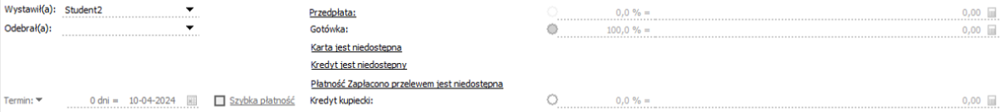 Wystawił(a): Student2 Przedpłata: 0,0 % = 0,00
Odebrał(a): Gotówka: 100,0 % = 0,00
Karta jest niedostępna
Kredyt jest niedostępny
Płatność Zapłacono przelewem jest niedostępna
Termin: 0 dni = 10-04-2024 Szybka płatność Kredyt kupiecki: 0,0 % = 0,00